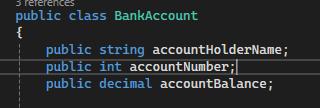 3 references
public class BankAccount
{
public string accountHolderName;
public int accountNumber;
public decimal accountBalance;